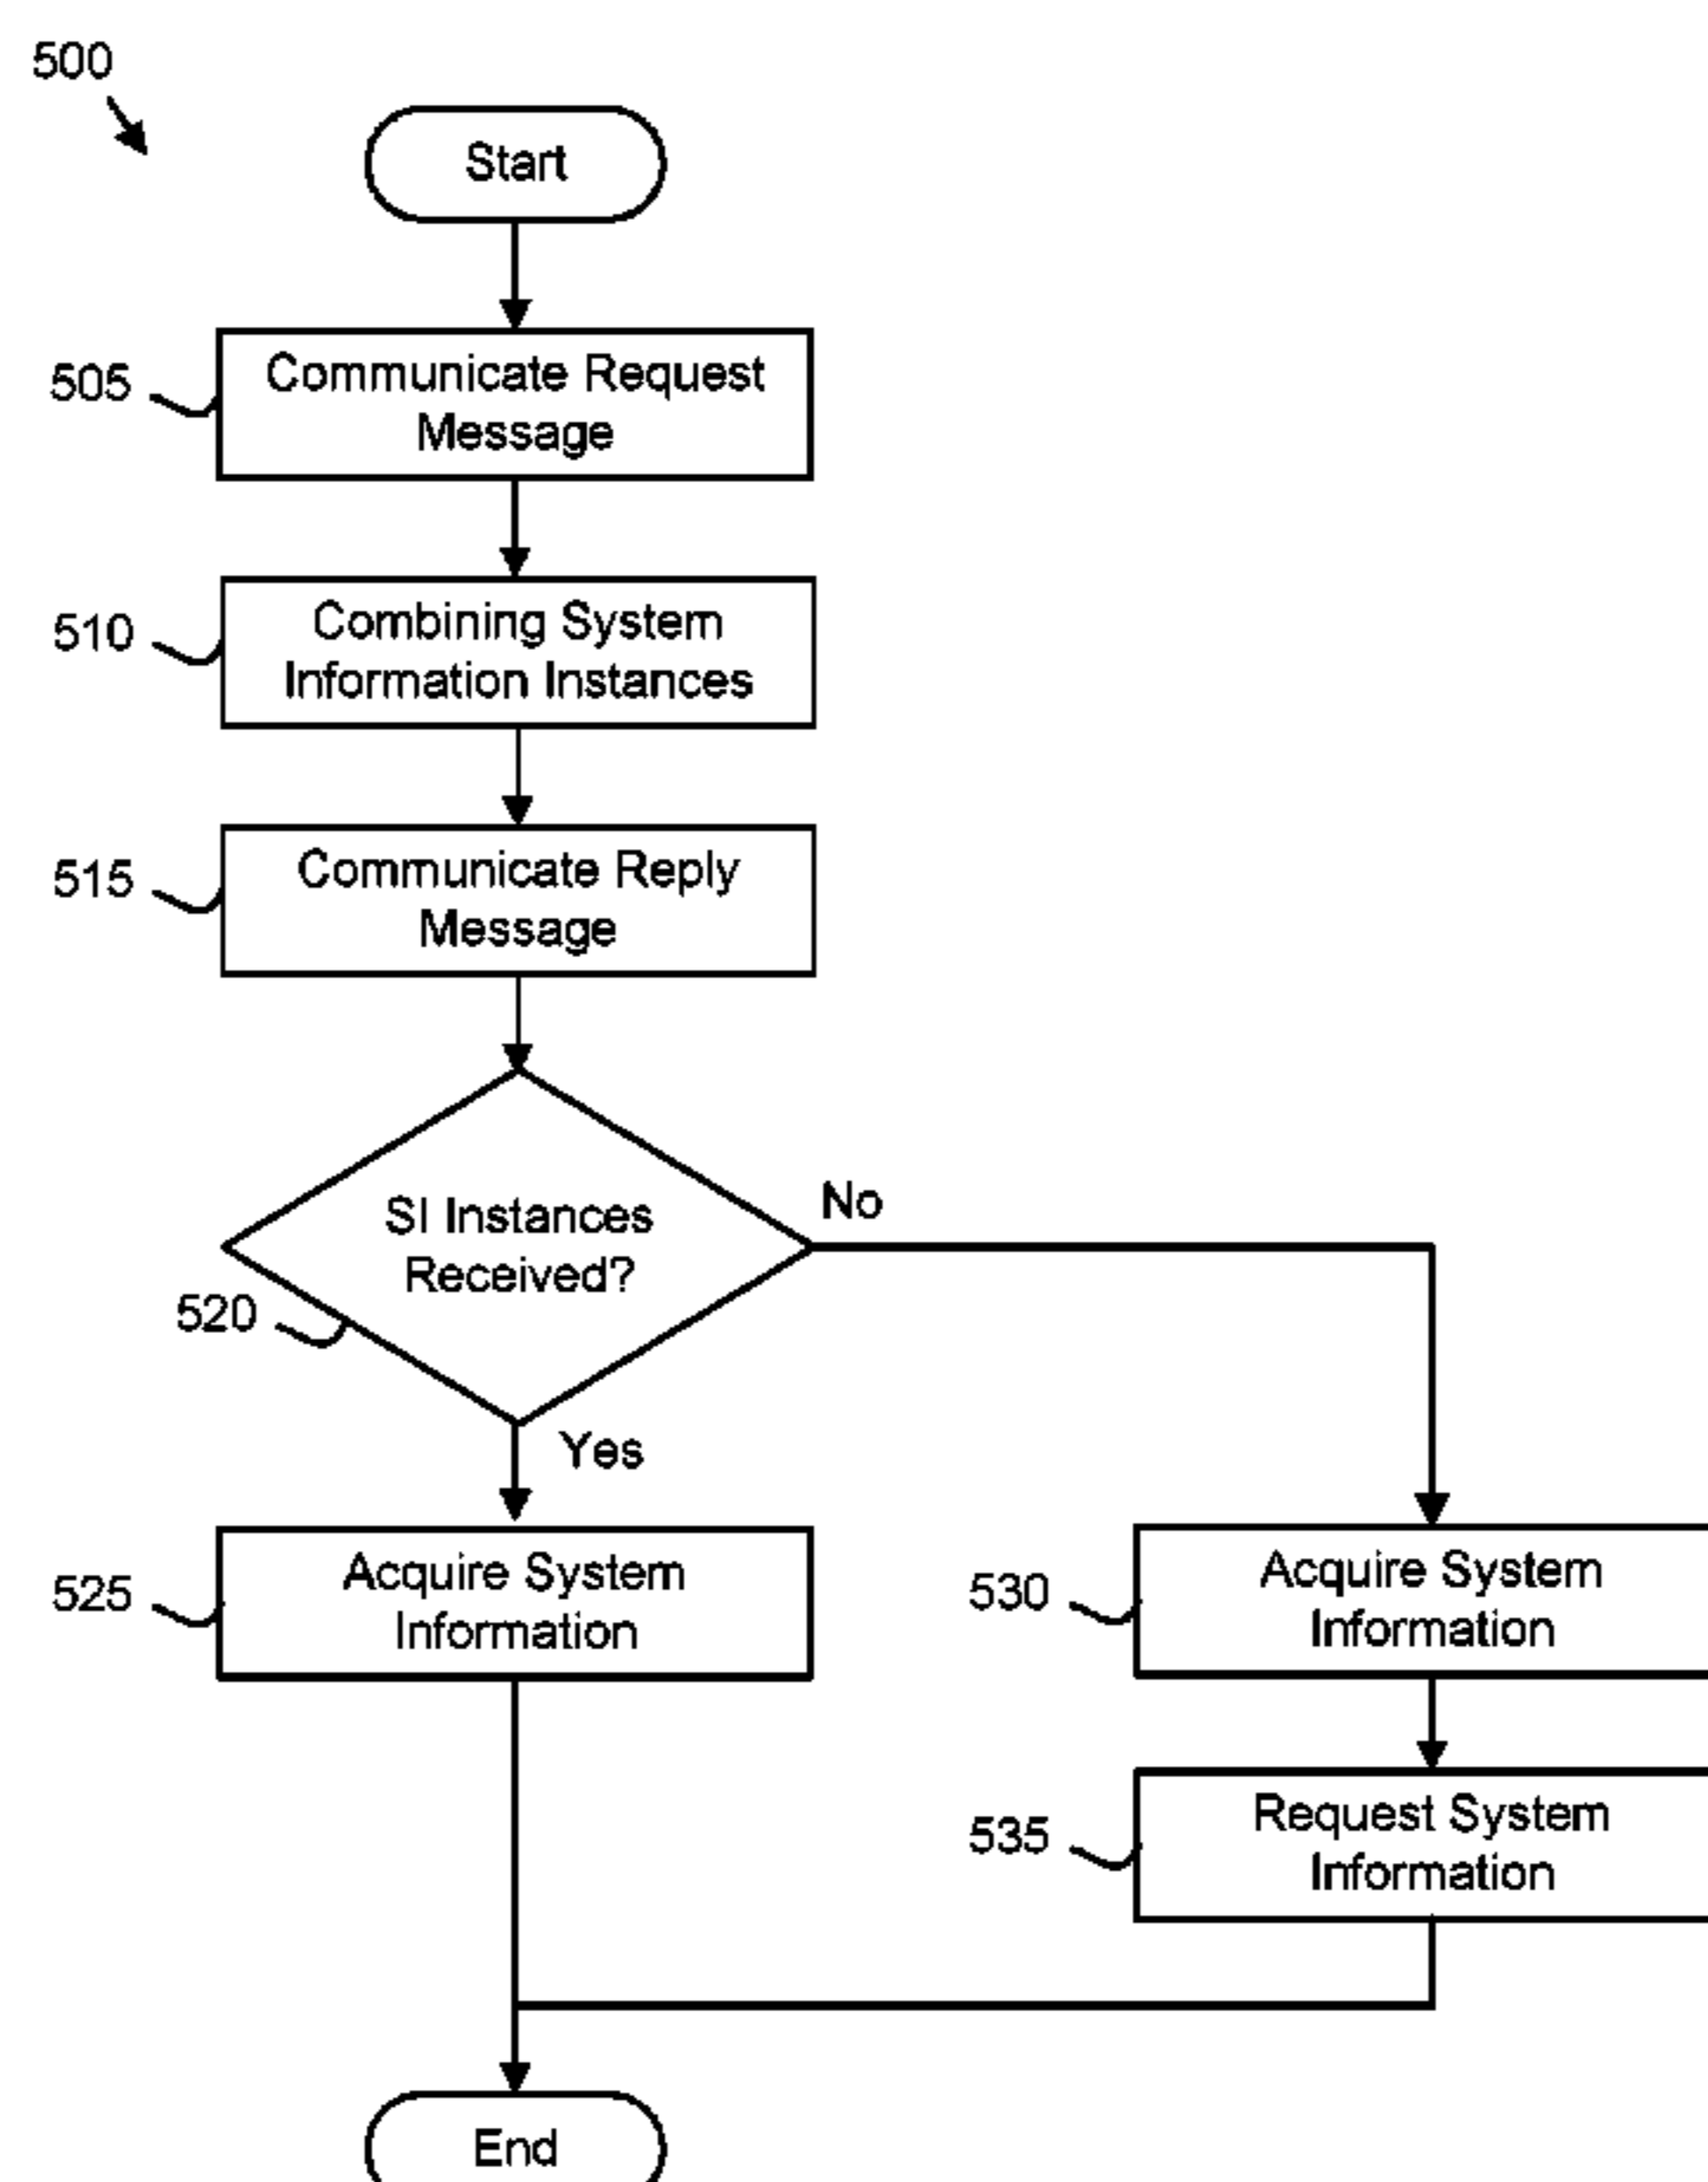 500
Start
505
Communicate Request
Message
510
Combining System
Information Instances
515
Communicate Reply
Message
SI Instances
Received?
No
520
Yes
525
Acquire System
Information
530
Acquire System
Information
535
Request System
Information
End